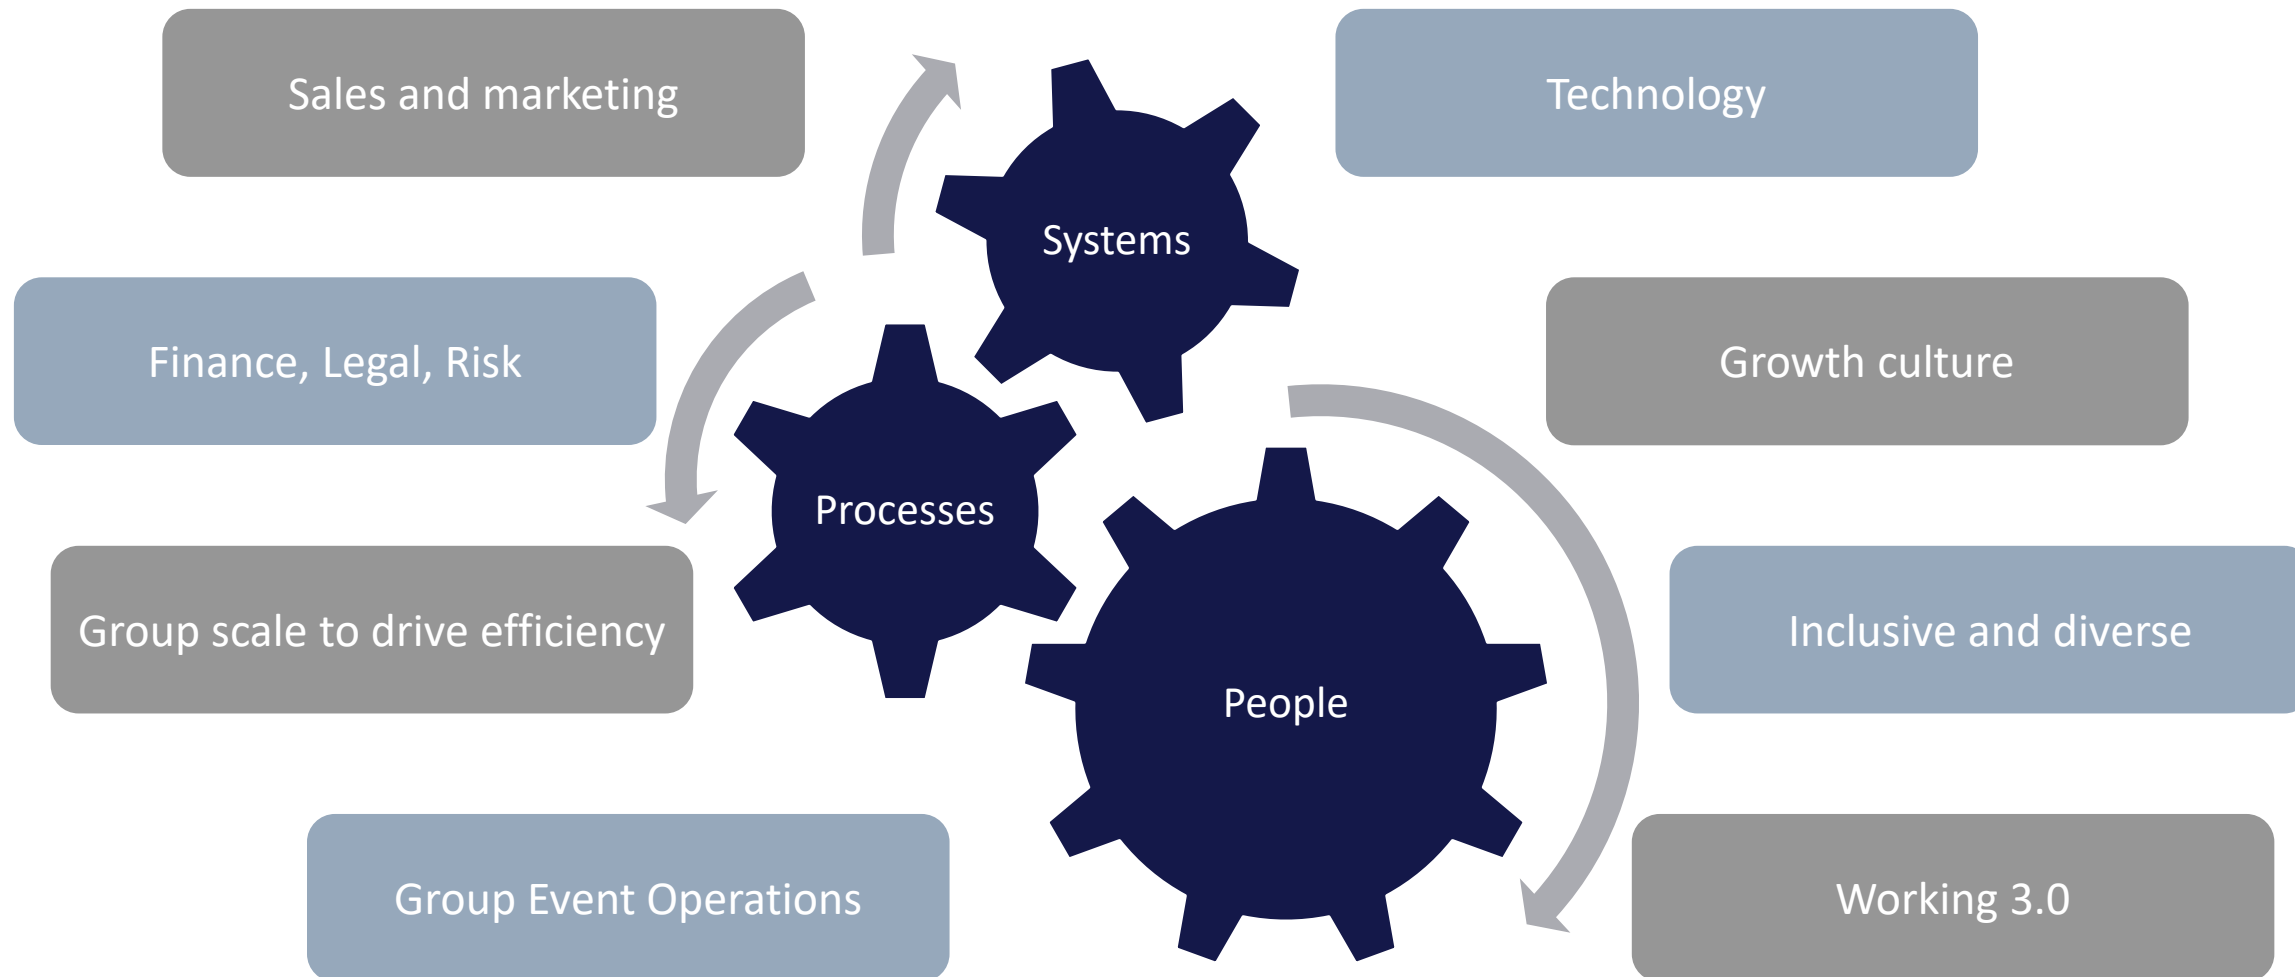 Sales and marketing
Technology
Systems
Finance, Legal, Risk
Growth culture
Processes
Group scale to drive efficiency
Inclusive and diverse
People
Group Event Operations
Working 3.0